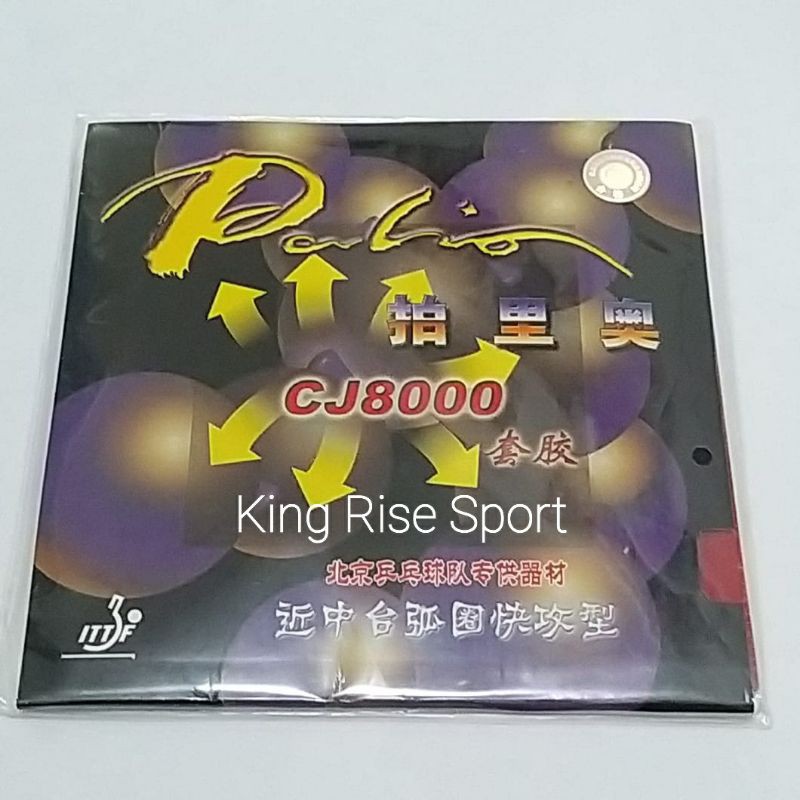 Palio
拍里奥
CJ8000
套胶
King Rise Sport
北京乒乓球队专供器材
ITTF
近中台弧圈快攻型